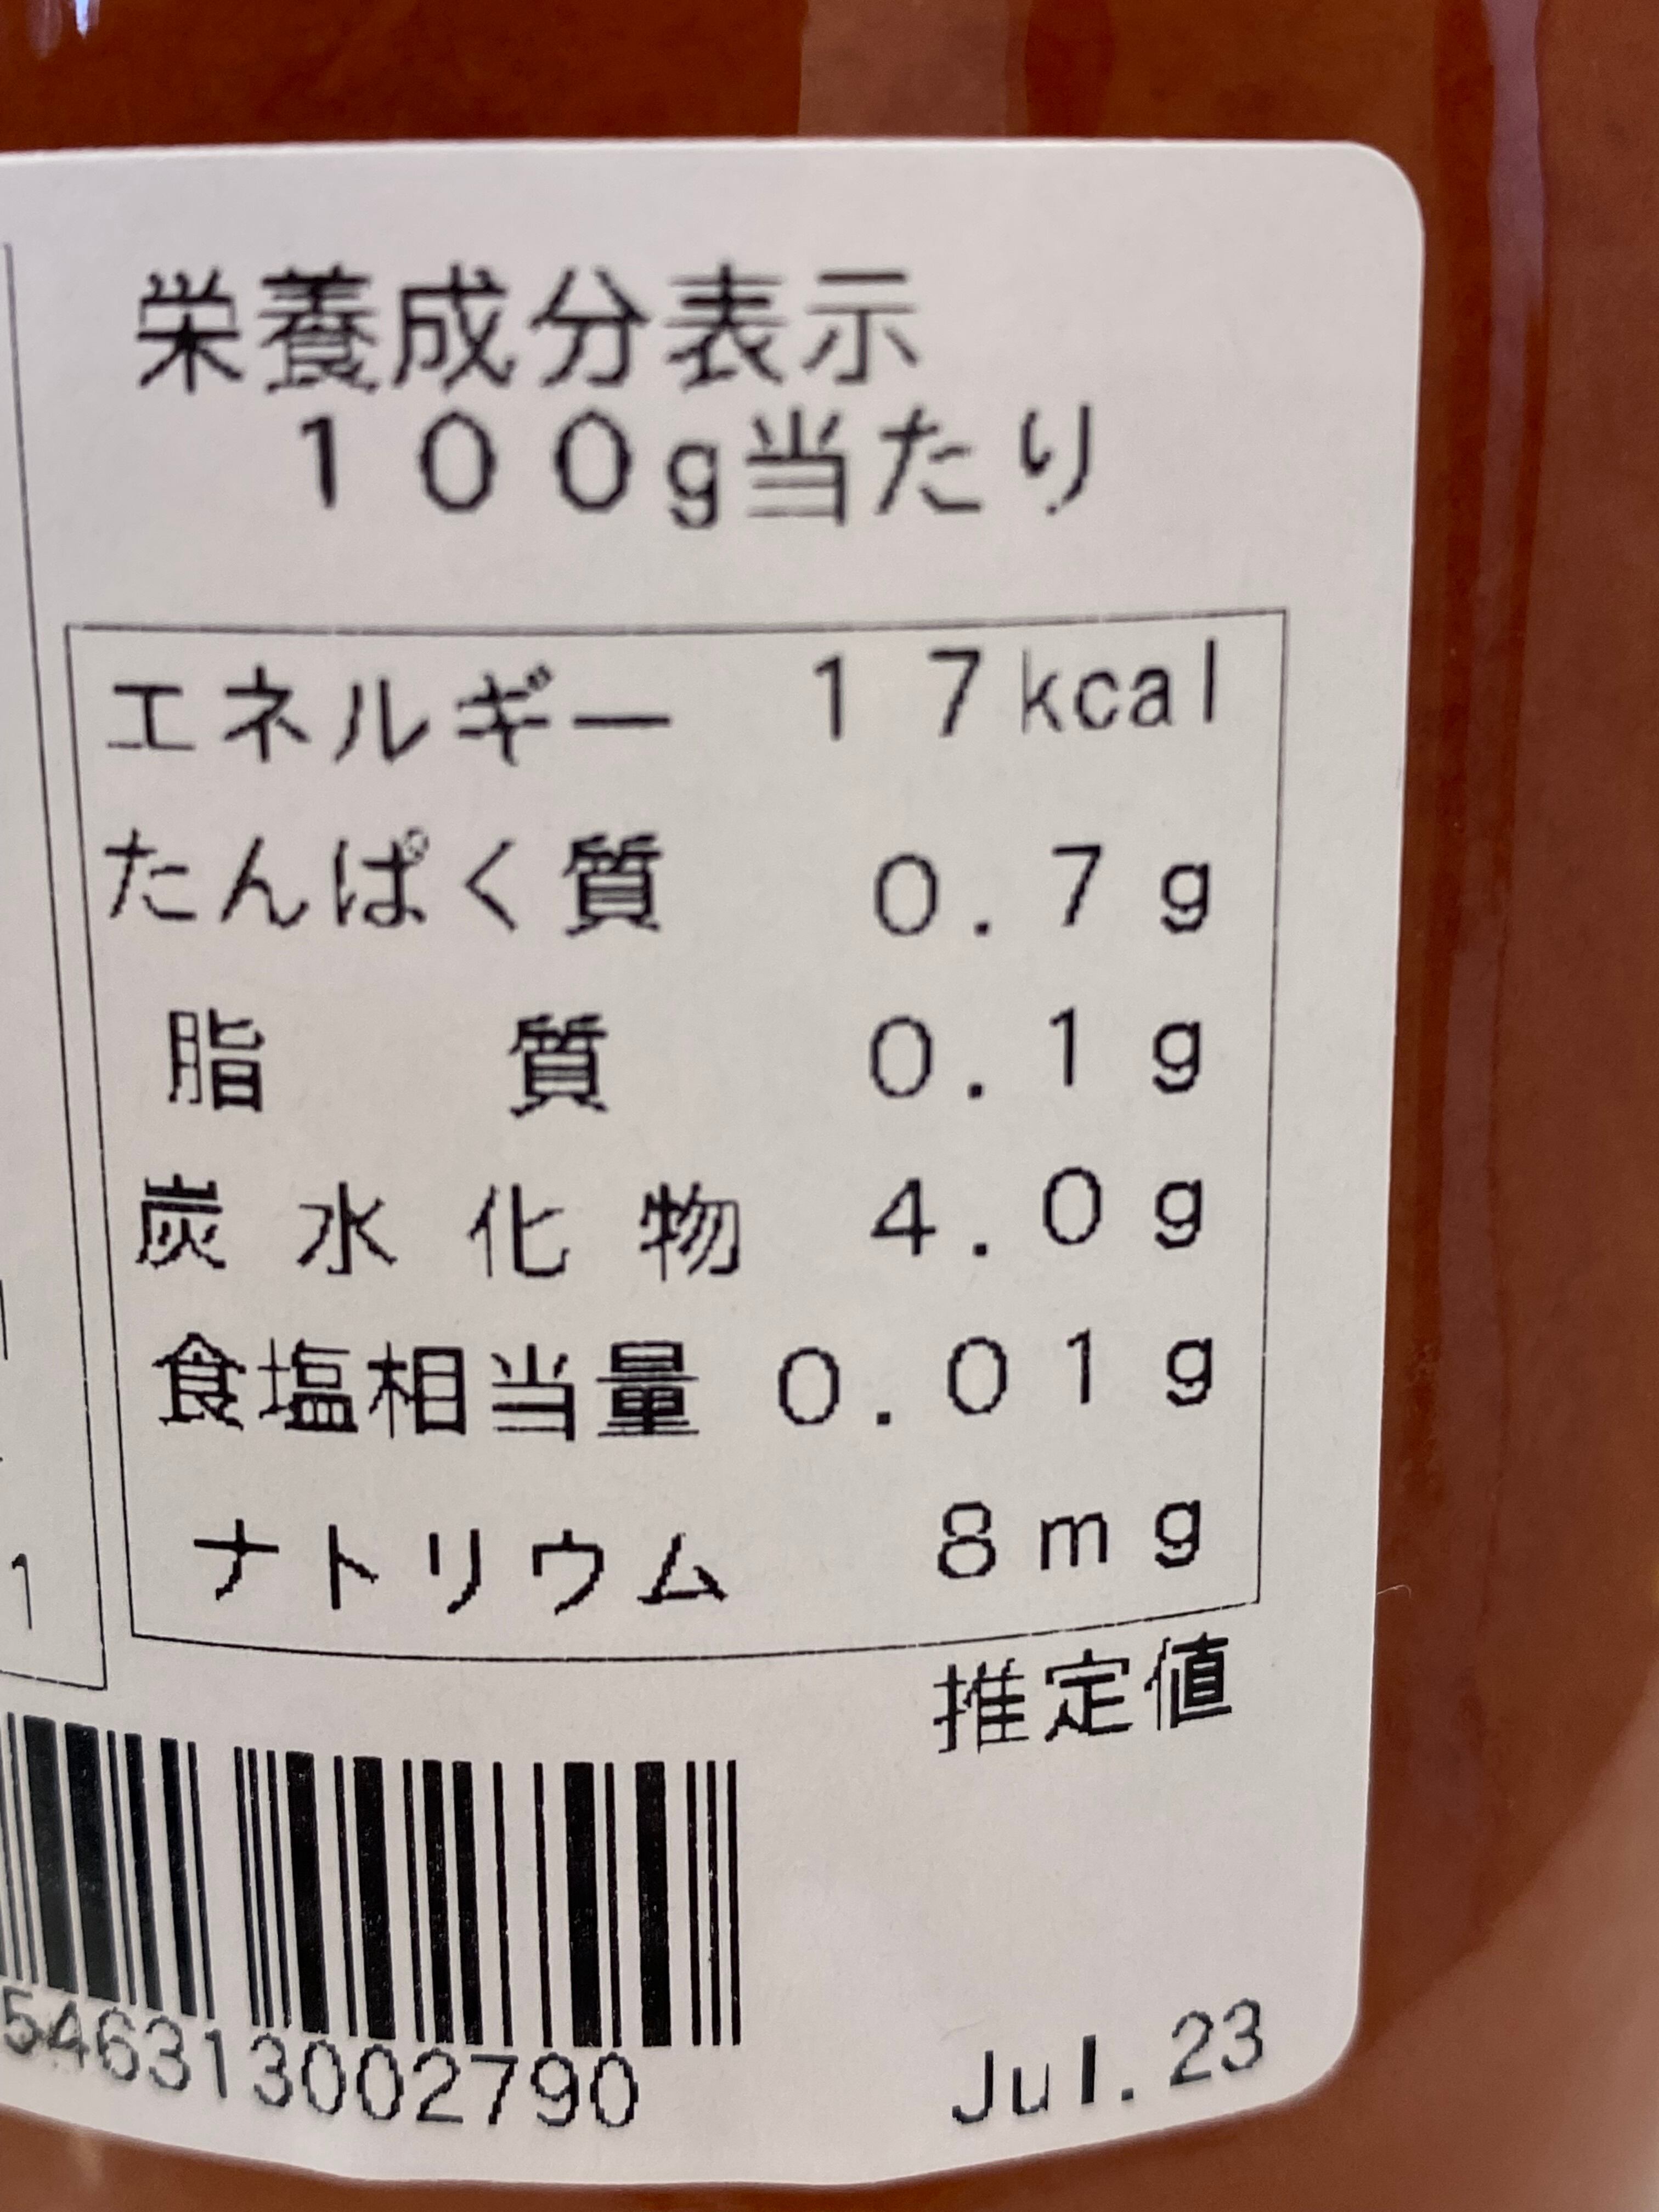 栄養成分表示
１００g当たり
エネルギー １７kcal
たんぱく質 ０.７g
脂 質 ０.１g
炭水化物 ４.０g
食塩相当量 ０.０１g
ナトリウム ８mg
推定値
1
546313002790
Jul.23